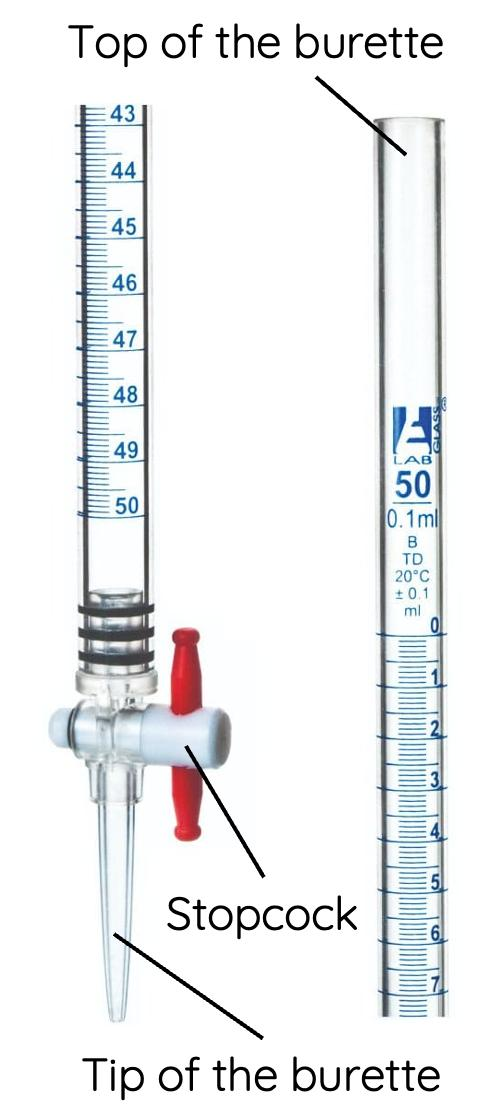 Top of the burette
43
44
45
46
47
48
49
50
GLASS®
LAB
50
0.1ml
B
TD
20°C
± 0.1
ml
0
1
2
3
4
5
6
7
Stopcock
Tip of the burette